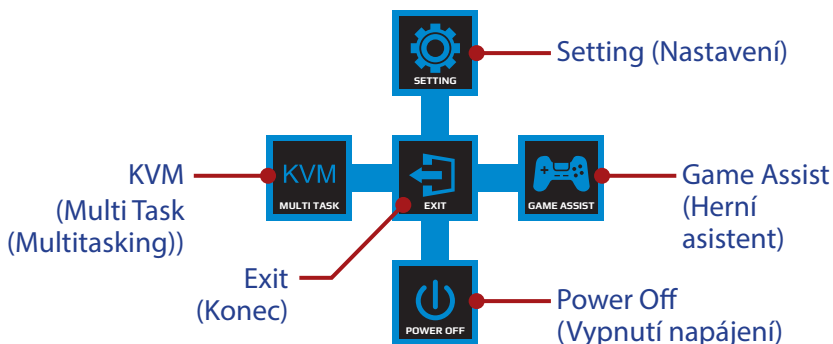 SETTING
Setting (Nastavení)
KVM
(Multi Task
(Multitasking))
KVM
MULTI TASK
EXIT
GAME ASSIST
Game Assist
(Herní
asistent)
Exit
(Konec)
POWER OFF
Power Off
(Vypnutí napájení)